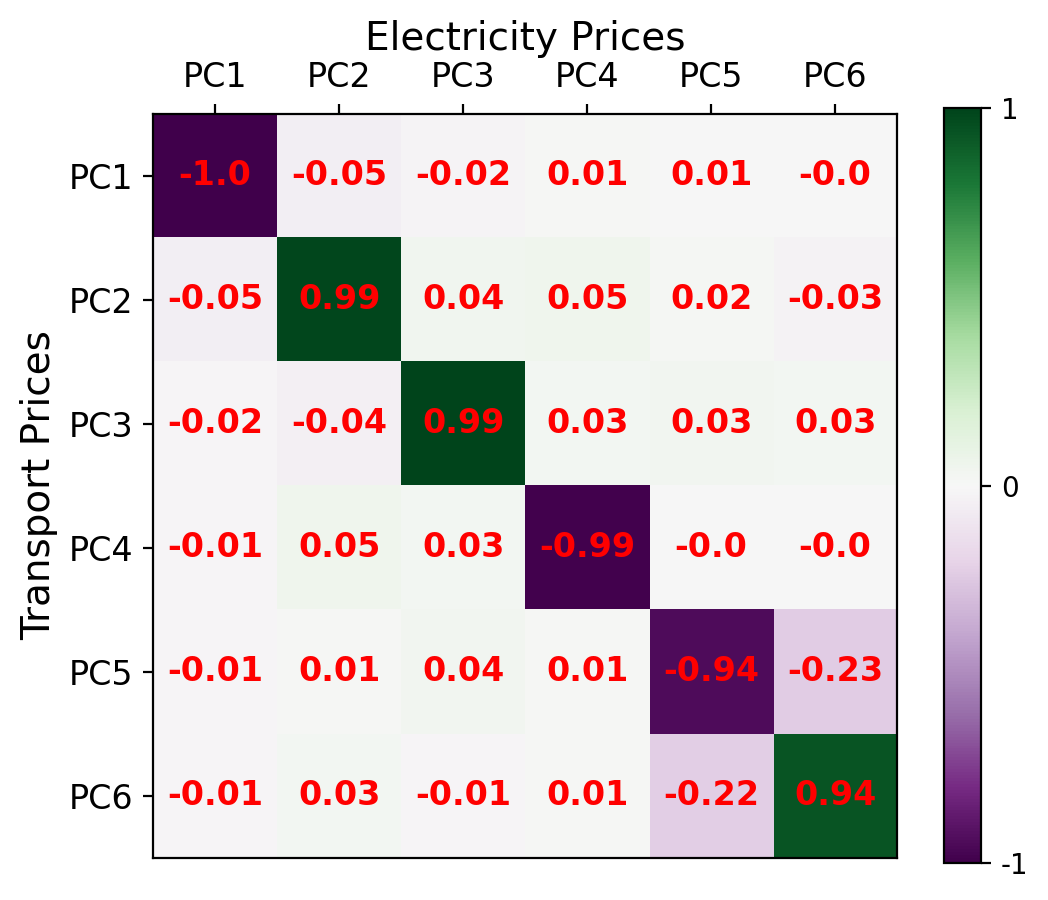 Electricity Prices
PC1 PC2 PC3 PC4 PC5 PC6
1
PC1 -1.0 -0.05 -0.02 0.01 0.01 -0.0
PC2 -0.05 0.99 0.04 0.05 0.02 -0.03
PC3 -0.02 -0.04 0.99 0.03 0.03 0.03
0
PC4 -0.01 0.05 0.03 -0.99 -0.0 -0.0
PC5 -0.01 0.01 0.04 0.01 -0.94 -0.23
PC6 -0.01 0.03 -0.01 0.01 -0.22 0.94
-1
Transport Prices